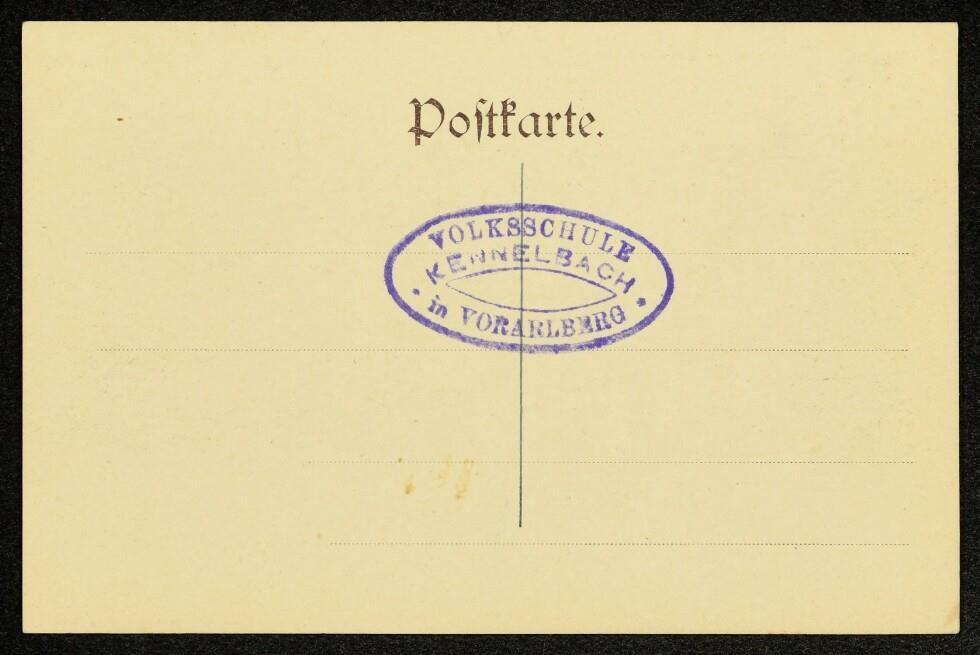 Poſtkarte.
VOLKSSCHULE
KENNELBACH
in VORARLBERG